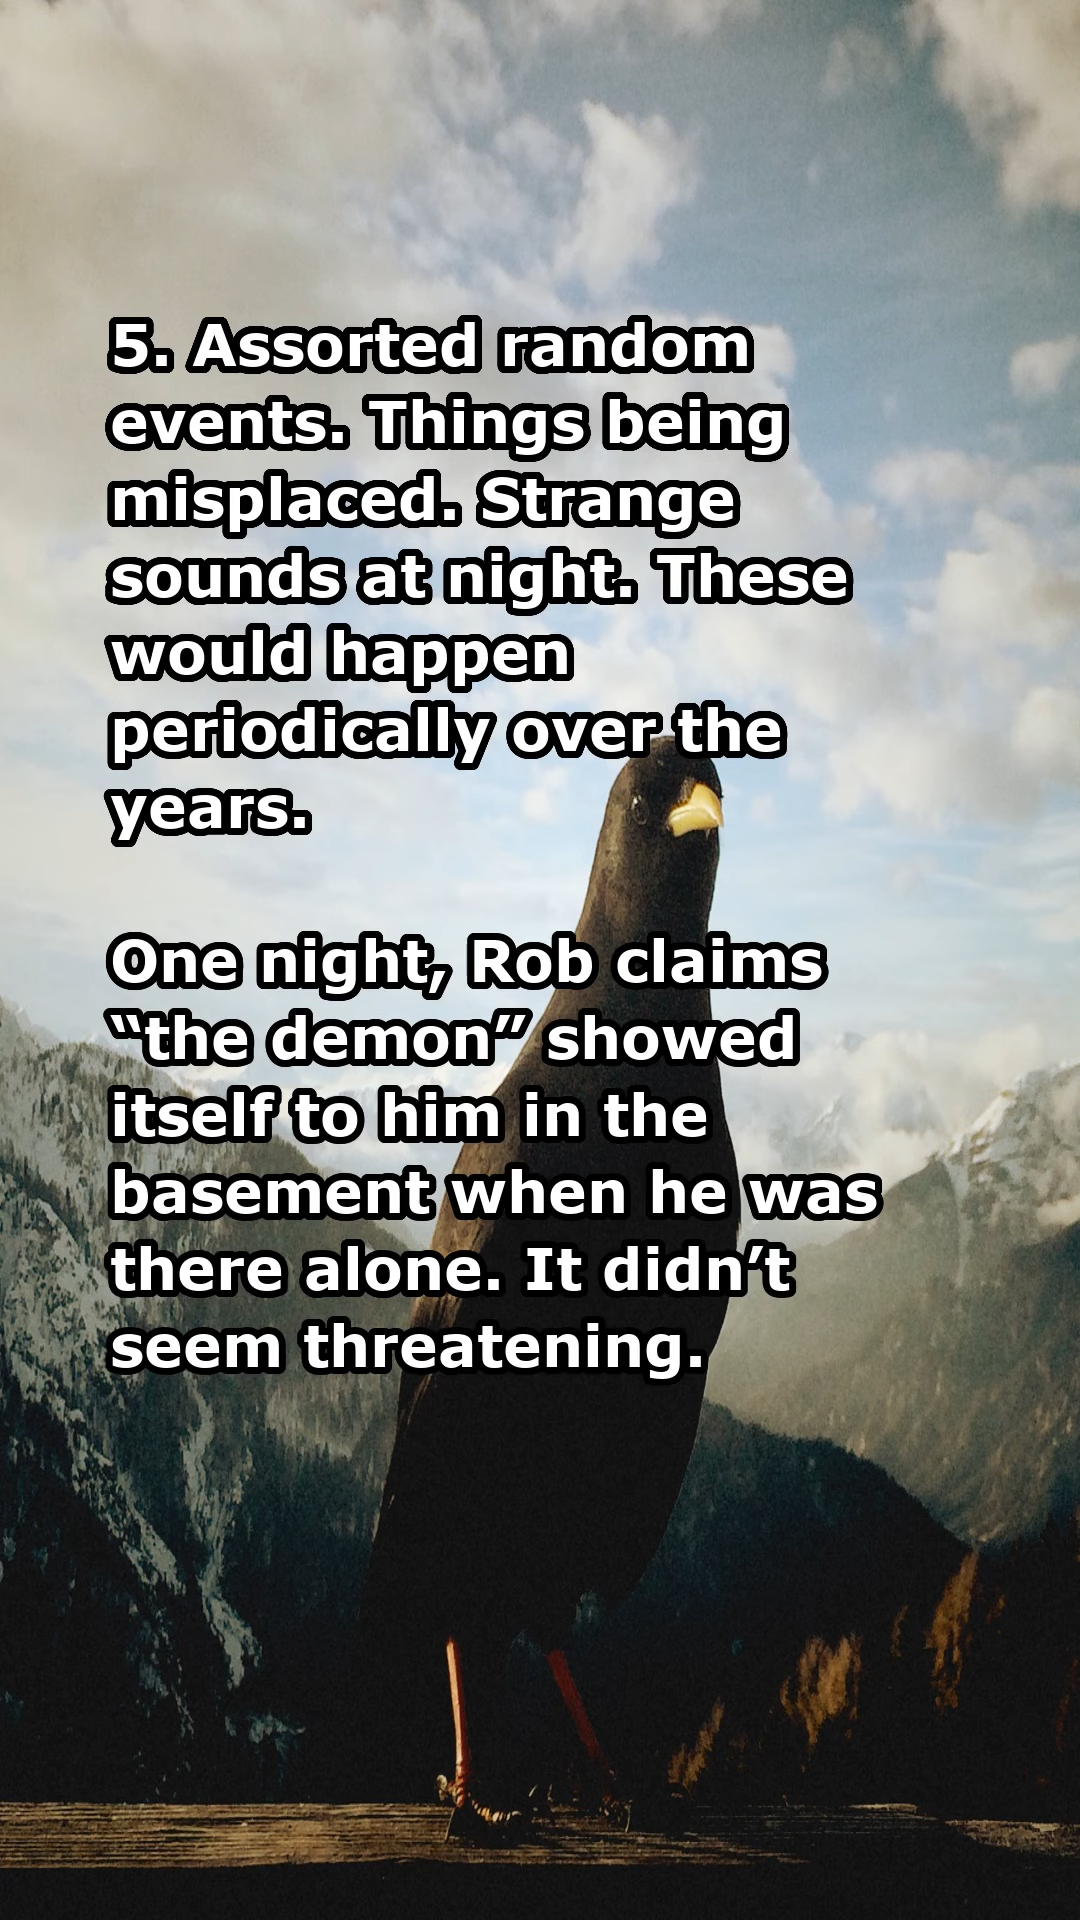 5. Assorted random
events. Things being
misplaced. Strange
sounds at night. These
would happen
periodically over the
years.
One night, Rob claims
“the demon” showed
itself to him in the
basement when he was
there alone. It didn’t
seem threatening.